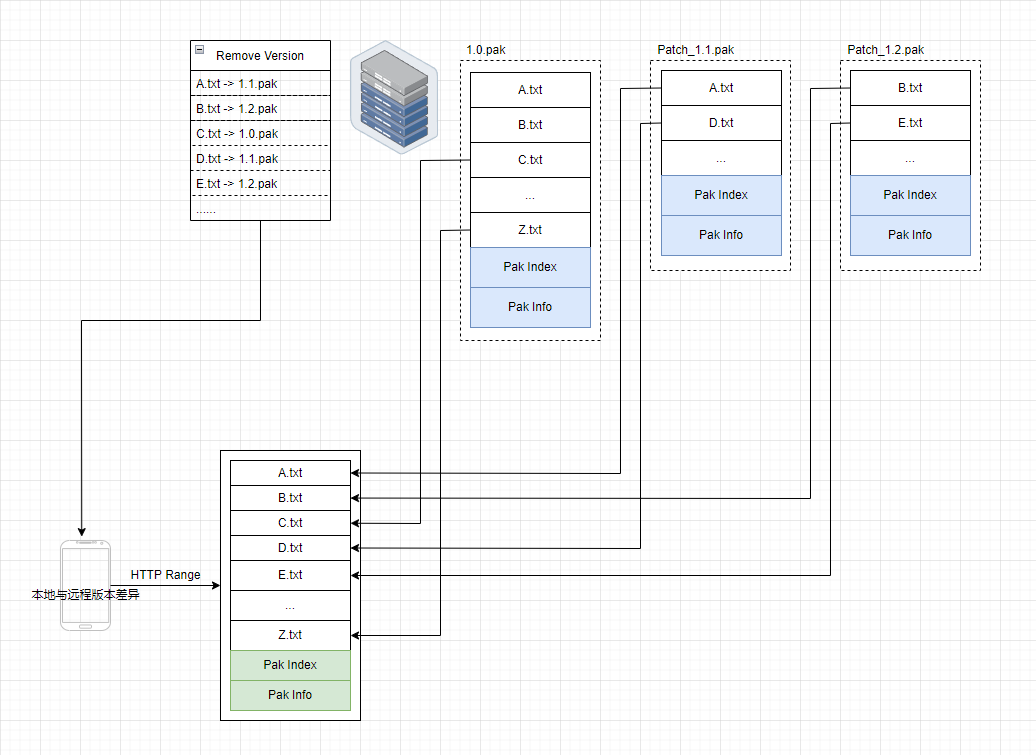 Remove Version
A.txt -> 1.1.pak
B.txt -> 1.2.pak
C.txt -> 1.0.pak
D.txt -> 1.1.pak
E.txt -> 1.2.pak
......
1.0.pak
A.txt
B.txt
C.txt
...
Z.txt
Pak Index
Pak Info
Patch_1.1.pak
A.txt
D.txt
...
Pak Index
Pak Info
Patch_1.2.pak
B.txt
E.txt
...
Pak Index
Pak Info
本地与远程版本差异
HTTP Range
A.txt
B.txt
C.txt
D.txt
E.txt
...
Z.txt
Pak Index
Pak Info